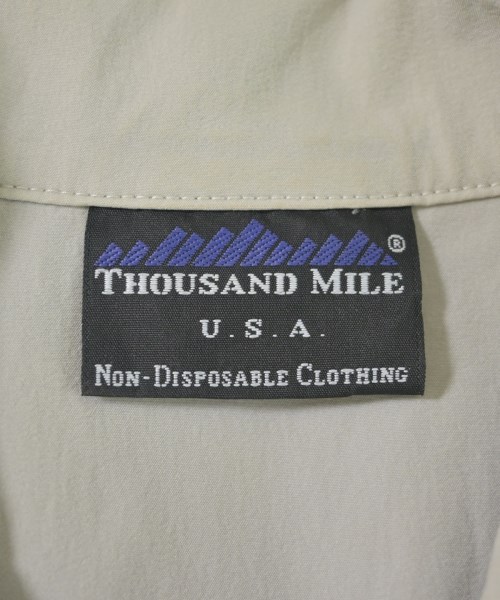 ®
THOUSAND MILE
U.S.A.
NON-DISPOSABLE CLOTHING